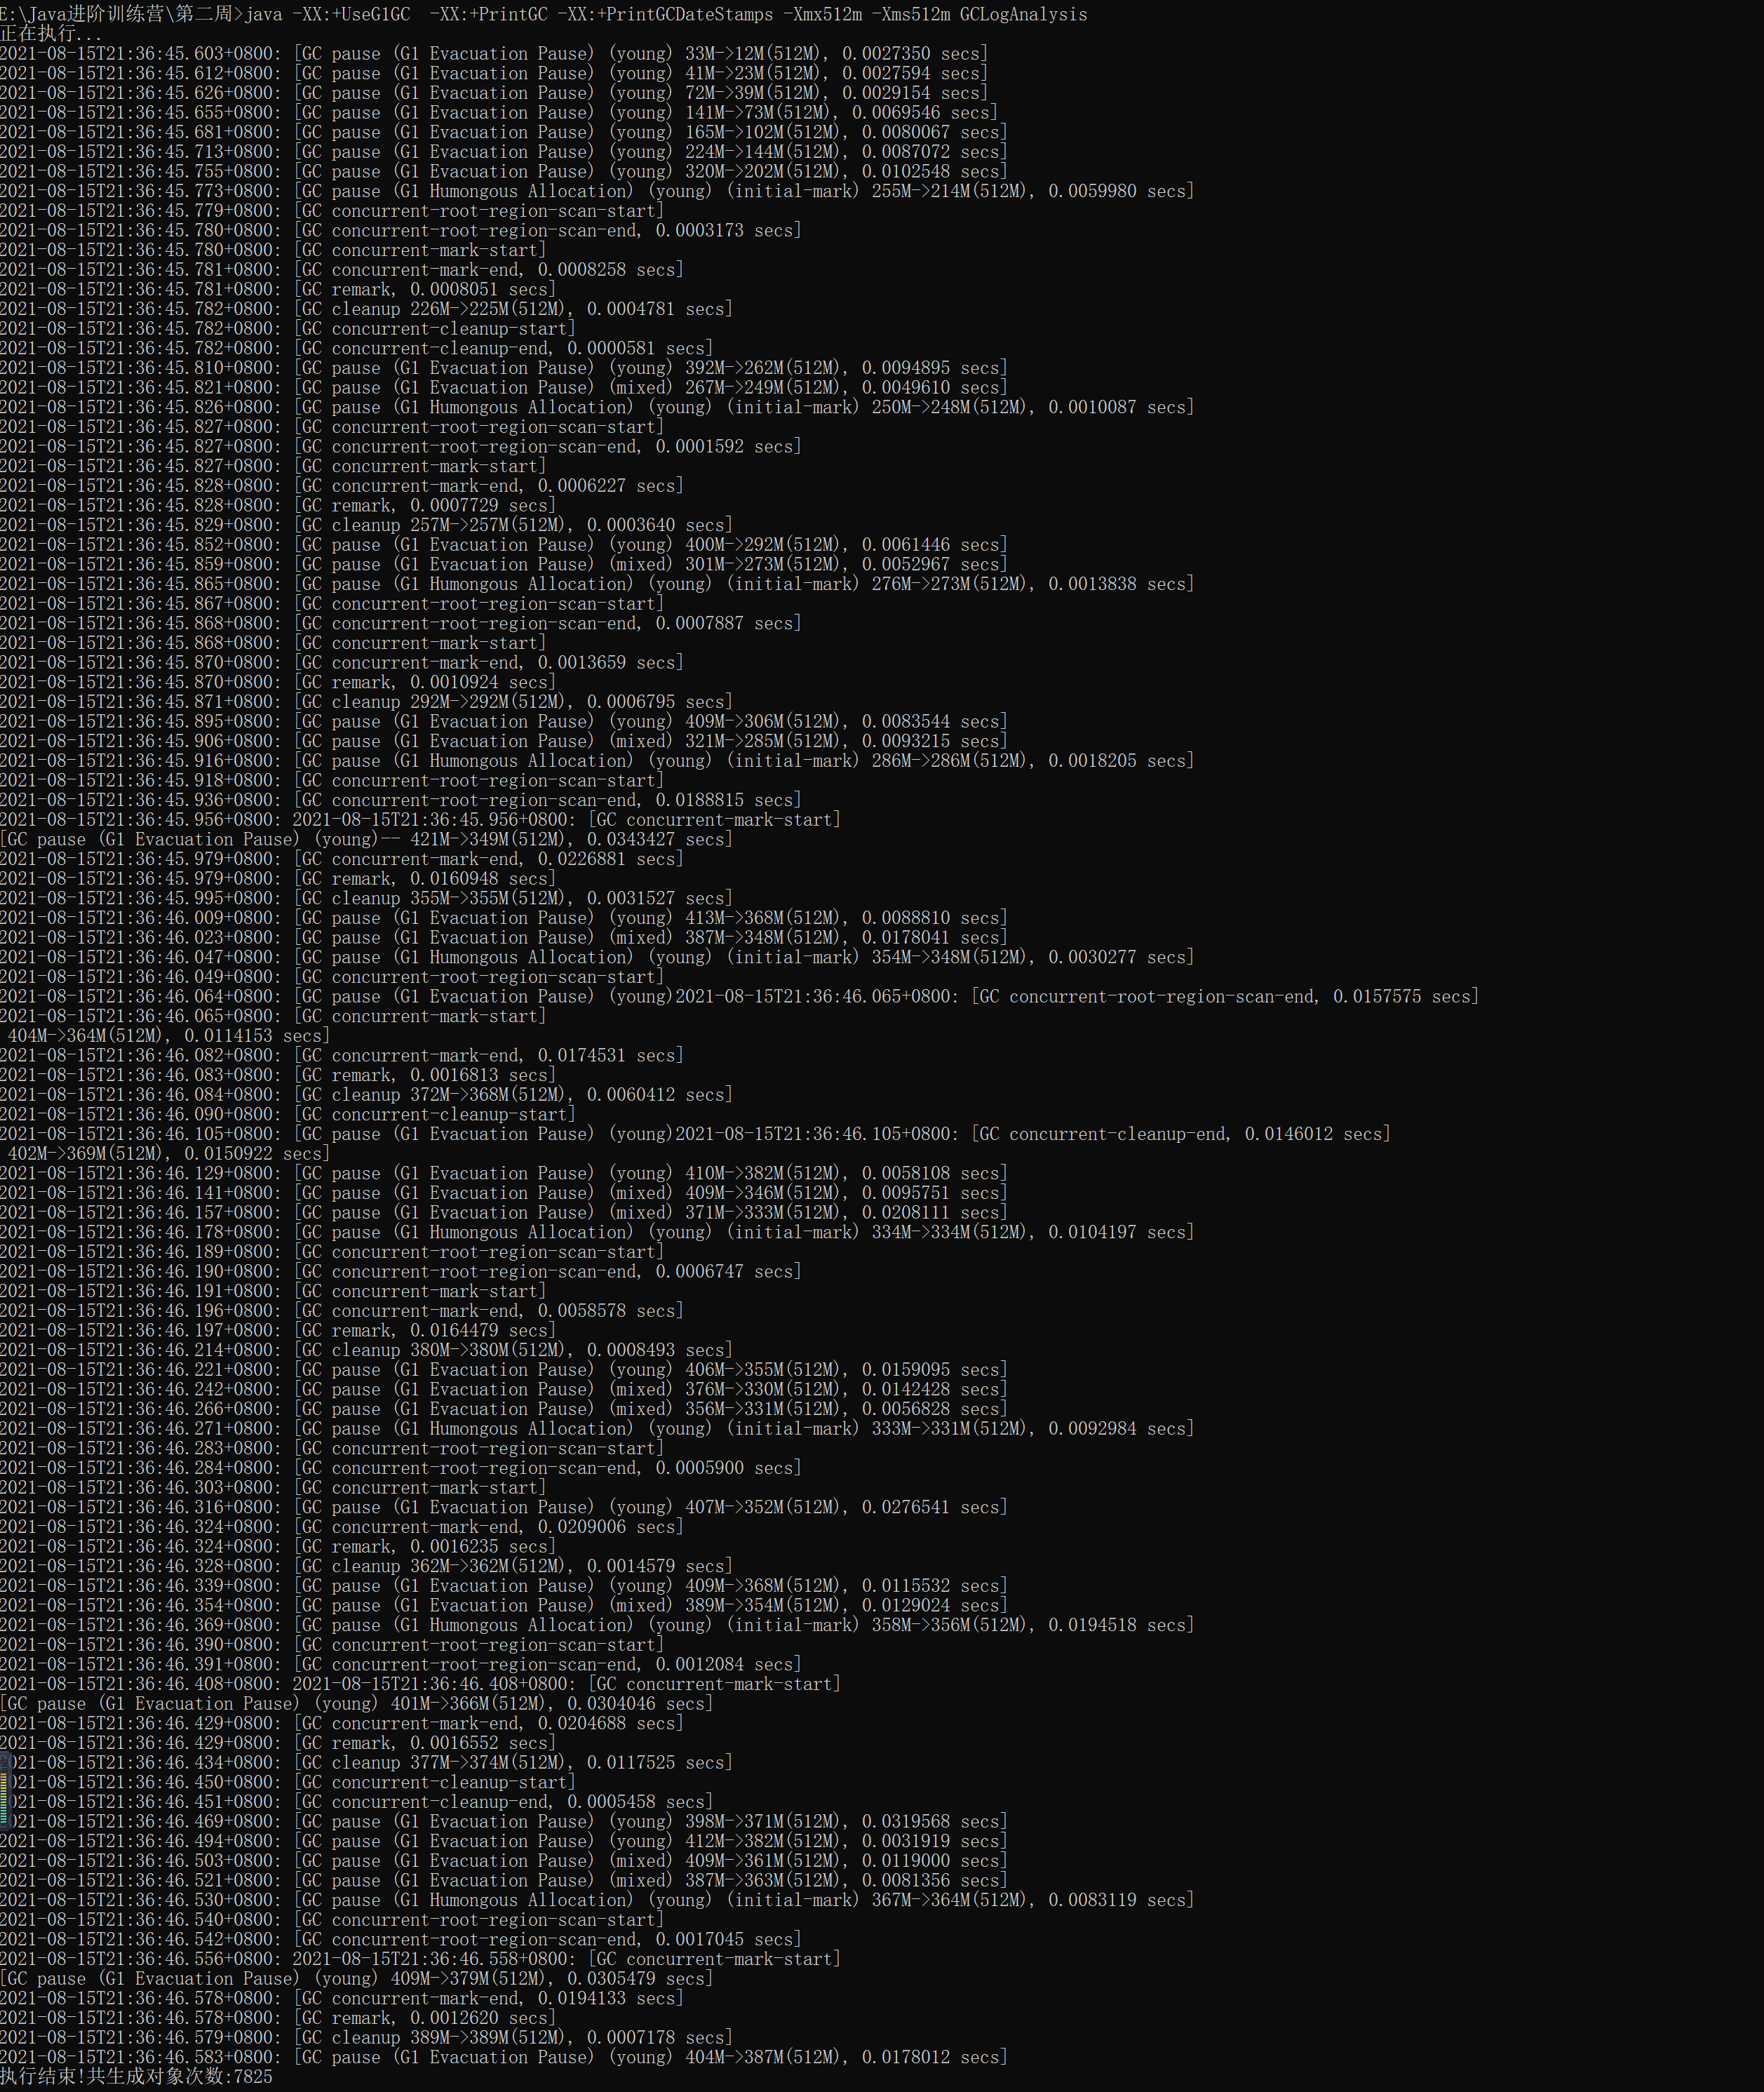 E:\Java进阶训练营\第二周>java -XX:+UseG1GC  -XX:+PrintGC -XX:+PrintGCDateStamps -Xmx512m -Xms512m GCLogAnalysis
正在执行...
2021-08-15T21:36:45.603+0800: [GC pause (G1 Evacuation Pause) (young) 33M->12M(512M), 0.0027350 secs]
2021-08-15T21:36:45.612+0800: [GC pause (G1 Evacuation Pause) (young) 41M->23M(512M), 0.0027594 secs]
2021-08-15T21:36:45.626+0800: [GC pause (G1 Evacuation Pause) (young) 72M->39M(512M), 0.0029154 secs]
2021-08-15T21:36:45.655+0800: [GC pause (G1 Evacuation Pause) (young) 141M->73M(512M), 0.0069546 secs]
2021-08-15T21:36:45.681+0800: [GC pause (G1 Evacuation Pause) (young) 165M->102M(512M), 0.0080067 secs]
2021-08-15T21:36:45.713+0800: [GC pause (G1 Evacuation Pause) (young) 224M->144M(512M), 0.0087072 secs]
2021-08-15T21:36:45.755+0800: [GC pause (G1 Evacuation Pause) (young) 320M->202M(512M), 0.0102548 secs]
2021-08-15T21:36:45.773+0800: [GC pause (G1 Humongous Allocation) (young) (initial-mark) 255M->214M(512M), 0.0059980 secs]
2021-08-15T21:36:45.779+0800: [GC concurrent-root-region-scan-start]
2021-08-15T21:36:45.780+0800: [GC concurrent-root-region-scan-end, 0.0003173 secs]
2021-08-15T21:36:45.780+0800: [GC concurrent-mark-start]
2021-08-15T21:36:45.781+0800: [GC concurrent-mark-end, 0.0008258 secs]
2021-08-15T21:36:45.781+0800: [GC remark, 0.0008051 secs]
2021-08-15T21:36:45.782+0800: [GC cleanup 226M->225M(512M), 0.0004781 secs]
2021-08-15T21:36:45.782+0800: [GC concurrent-cleanup-start]
2021-08-15T21:36:45.782+0800: [GC concurrent-cleanup-end, 0.0000581 secs]
2021-08-15T21:36:45.810+0800: [GC pause (G1 Evacuation Pause) (young) 392M->262M(512M), 0.0094895 secs]
2021-08-15T21:36:45.821+0800: [GC pause (G1 Evacuation Pause) (mixed) 267M->249M(512M), 0.0049610 secs]
2021-08-15T21:36:45.826+0800: [GC pause (G1 Humongous Allocation) (young) (initial-mark) 250M->248M(512M), 0.0010087 secs]
2021-08-15T21:36:45.827+0800: [GC concurrent-root-region-scan-start]
2021-08-15T21:36:45.827+0800: [GC concurrent-root-region-scan-end, 0.0001592 secs]
2021-08-15T21:36:45.827+0800: [GC concurrent-mark-start]
2021-08-15T21:36:45.828+0800: [GC concurrent-mark-end, 0.0006227 secs]
2021-08-15T21:36:45.828+0800: [GC remark, 0.0007729 secs]
2021-08-15T21:36:45.829+0800: [GC cleanup 257M->257M(512M), 0.0003640 secs]
2021-08-15T21:36:45.852+0800: [GC pause (G1 Evacuation Pause) (young) 400M->292M(512M), 0.0061446 secs]
2021-08-15T21:36:45.859+0800: [GC pause (G1 Evacuation Pause) (mixed) 301M->273M(512M), 0.0052967 secs]
2021-08-15T21:36:45.865+0800: [GC pause (G1 Humongous Allocation) (young) (initial-mark) 276M->273M(512M), 0.0013838 secs]
2021-08-15T21:36:45.867+0800: [GC concurrent-root-region-scan-start]
2021-08-15T21:36:45.868+0800: [GC concurrent-root-region-scan-end, 0.0007887 secs]
2021-08-15T21:36:45.868+0800: [GC concurrent-mark-start]
2021-08-15T21:36:45.870+0800: [GC concurrent-mark-end, 0.0013659 secs]
2021-08-15T21:36:45.870+0800: [GC remark, 0.0010924 secs]
2021-08-15T21:36:45.871+0800: [GC cleanup 292M->292M(512M), 0.0006795 secs]
2021-08-15T21:36:45.895+0800: [GC pause (G1 Evacuation Pause) (young) 409M->306M(512M), 0.0083544 secs]
2021-08-15T21:36:45.906+0800: [GC pause (G1 Evacuation Pause) (mixed) 321M->285M(512M), 0.0093215 secs]
2021-08-15T21:36:45.916+0800: [GC pause (G1 Humongous Allocation) (young) (initial-mark) 286M->286M(512M), 0.0018205 secs]
2021-08-15T21:36:45.918+0800: [GC concurrent-root-region-scan-start]
2021-08-15T21:36:45.936+0800: [GC concurrent-root-region-scan-end, 0.0188815 secs]
2021-08-15T21:36:45.956+0800: 2021-08-15T21:36:45.956+0800: [GC concurrent-mark-start]
[GC pause (G1 Evacuation Pause) (young)-- 421M->349M(512M), 0.0343427 secs]
2021-08-15T21:36:45.979+0800: [GC concurrent-mark-end, 0.0226881 secs]
2021-08-15T21:36:45.979+0800: [GC remark, 0.0160948 secs]
2021-08-15T21:36:45.995+0800: [GC cleanup 355M->355M(512M), 0.0031527 secs]
2021-08-15T21:36:46.009+0800: [GC pause (G1 Evacuation Pause) (young) 413M->368M(512M), 0.0088810 secs]
2021-08-15T21:36:46.023+0800: [GC pause (G1 Evacuation Pause) (mixed) 387M->348M(512M), 0.0178041 secs]
2021-08-15T21:36:46.047+0800: [GC pause (G1 Humongous Allocation) (young) (initial-mark) 354M->348M(512M), 0.0030277 secs]
2021-08-15T21:36:46.049+0800: [GC concurrent-root-region-scan-start]
2021-08-15T21:36:46.064+0800: [GC pause (G1 Evacuation Pause) (young)2021-08-15T21:36:46.065+0800: [GC concurrent-root-region-scan-end, 0.0157575 secs]
2021-08-15T21:36:46.065+0800: [GC concurrent-mark-start]
 404M->364M(512M), 0.0114153 secs]
2021-08-15T21:36:46.082+0800: [GC concurrent-mark-end, 0.0174531 secs]
2021-08-15T21:36:46.083+0800: [GC remark, 0.0016813 secs]
2021-08-15T21:36:46.084+0800: [GC cleanup 372M->368M(512M), 0.0060412 secs]
2021-08-15T21:36:46.090+0800: [GC concurrent-cleanup-start]
2021-08-15T21:36:46.105+0800: [GC pause (G1 Evacuation Pause) (young)2021-08-15T21:36:46.105+0800: [GC concurrent-cleanup-end, 0.0146012 secs]
 402M->369M(512M), 0.0150922 secs]
2021-08-15T21:36:46.129+0800: [GC pause (G1 Evacuation Pause) (young) 410M->382M(512M), 0.0058108 secs]
2021-08-15T21:36:46.141+0800: [GC pause (G1 Evacuation Pause) (mixed) 409M->346M(512M), 0.0095751 secs]
2021-08-15T21:36:46.157+0800: [GC pause (G1 Evacuation Pause) (mixed) 371M->333M(512M), 0.0208111 secs]
2021-08-15T21:36:46.178+0800: [GC pause (G1 Humongous Allocation) (young) (initial-mark) 334M->334M(512M), 0.0104197 secs]
2021-08-15T21:36:46.189+0800: [GC concurrent-root-region-scan-start]
2021-08-15T21:36:46.190+0800: [GC concurrent-root-region-scan-end, 0.0006747 secs]
2021-08-15T21:36:46.191+0800: [GC concurrent-mark-start]
2021-08-15T21:36:46.196+0800: [GC concurrent-mark-end, 0.0058578 secs]
2021-08-15T21:36:46.197+0800: [GC remark, 0.0164479 secs]
2021-08-15T21:36:46.214+0800: [GC cleanup 380M->380M(512M), 0.0008493 secs]
2021-08-15T21:36:46.221+0800: [GC pause (G1 Evacuation Pause) (young) 406M->355M(512M), 0.0159095 secs]
2021-08-15T21:36:46.242+0800: [GC pause (G1 Evacuation Pause) (mixed) 376M->330M(512M), 0.0142428 secs]
2021-08-15T21:36:46.266+0800: [GC pause (G1 Evacuation Pause) (mixed) 356M->331M(512M), 0.0056828 secs]
2021-08-15T21:36:46.271+0800: [GC pause (G1 Humongous Allocation) (young) (initial-mark) 333M->331M(512M), 0.0092984 secs]
2021-08-15T21:36:46.283+0800: [GC concurrent-root-region-scan-start]
2021-08-15T21:36:46.284+0800: [GC concurrent-root-region-scan-end, 0.0005900 secs]
2021-08-15T21:36:46.303+0800: [GC concurrent-mark-start]
2021-08-15T21:36:46.316+0800: [GC pause (G1 Evacuation Pause) (young) 407M->352M(512M), 0.0276541 secs]
2021-08-15T21:36:46.324+0800: [GC concurrent-mark-end, 0.0209006 secs]
2021-08-15T21:36:46.324+0800: [GC remark, 0.0016235 secs]
2021-08-15T21:36:46.328+0800: [GC cleanup 362M->362M(512M), 0.0014579 secs]
2021-08-15T21:36:46.339+0800: [GC pause (G1 Evacuation Pause) (young) 409M->368M(512M), 0.0115532 secs]
2021-08-15T21:36:46.354+0800: [GC pause (G1 Evacuation Pause) (mixed) 389M->354M(512M), 0.0129024 secs]
2021-08-15T21:36:46.369+0800: [GC pause (G1 Humongous Allocation) (young) (initial-mark) 358M->356M(512M), 0.0194518 secs]
2021-08-15T21:36:46.390+0800: [GC concurrent-root-region-scan-start]
2021-08-15T21:36:46.391+0800: [GC concurrent-root-region-scan-end, 0.0012084 secs]
2021-08-15T21:36:46.408+0800: 2021-08-15T21:36:46.408+0800: [GC concurrent-mark-start]
[GC pause (G1 Evacuation Pause) (young) 401M->366M(512M), 0.0304046 secs]
2021-08-15T21:36:46.429+0800: [GC concurrent-mark-end, 0.0204688 secs]
2021-08-15T21:36:46.429+0800: [GC remark, 0.0016552 secs]
021-08-15T21:36:46.434+0800: [GC cleanup 377M->374M(512M), 0.0117525 secs]
021-08-15T21:36:46.450+0800: [GC concurrent-cleanup-start]
021-08-15T21:36:46.451+0800: [GC concurrent-cleanup-end, 0.0005458 secs]
021-08-15T21:36:46.469+0800: [GC pause (G1 Evacuation Pause) (young) 398M->371M(512M), 0.0319568 secs]
2021-08-15T21:36:46.494+0800: [GC pause (G1 Evacuation Pause) (young) 412M->382M(512M), 0.0031919 secs]
2021-08-15T21:36:46.503+0800: [GC pause (G1 Evacuation Pause) (mixed) 409M->361M(512M), 0.0119000 secs]
2021-08-15T21:36:46.521+0800: [GC pause (G1 Evacuation Pause) (mixed) 387M->363M(512M), 0.0081356 secs]
2021-08-15T21:36:46.530+0800: [GC pause (G1 Humongous Allocation) (young) (initial-mark) 367M->364M(512M), 0.0083119 secs]
2021-08-15T21:36:46.540+0800: [GC concurrent-root-region-scan-start]
2021-08-15T21:36:46.542+0800: [GC concurrent-root-region-scan-end, 0.0017045 secs]
2021-08-15T21:36:46.556+0800: 2021-08-15T21:36:46.558+0800: [GC concurrent-mark-start]
[GC pause (G1 Evacuation Pause) (young) 409M->379M(512M), 0.0305479 secs]
2021-08-15T21:36:46.578+0800: [GC concurrent-mark-end, 0.0194133 secs]
2021-08-15T21:36:46.578+0800: [GC remark, 0.0012620 secs]
2021-08-15T21:36:46.579+0800: [GC cleanup 389M->389M(512M), 0.0007178 secs]
2021-08-15T21:36:46.583+0800: [GC pause (G1 Evacuation Pause) (young) 404M->387M(512M), 0.0178012 secs]
执行结束!共生成对象次数:7825